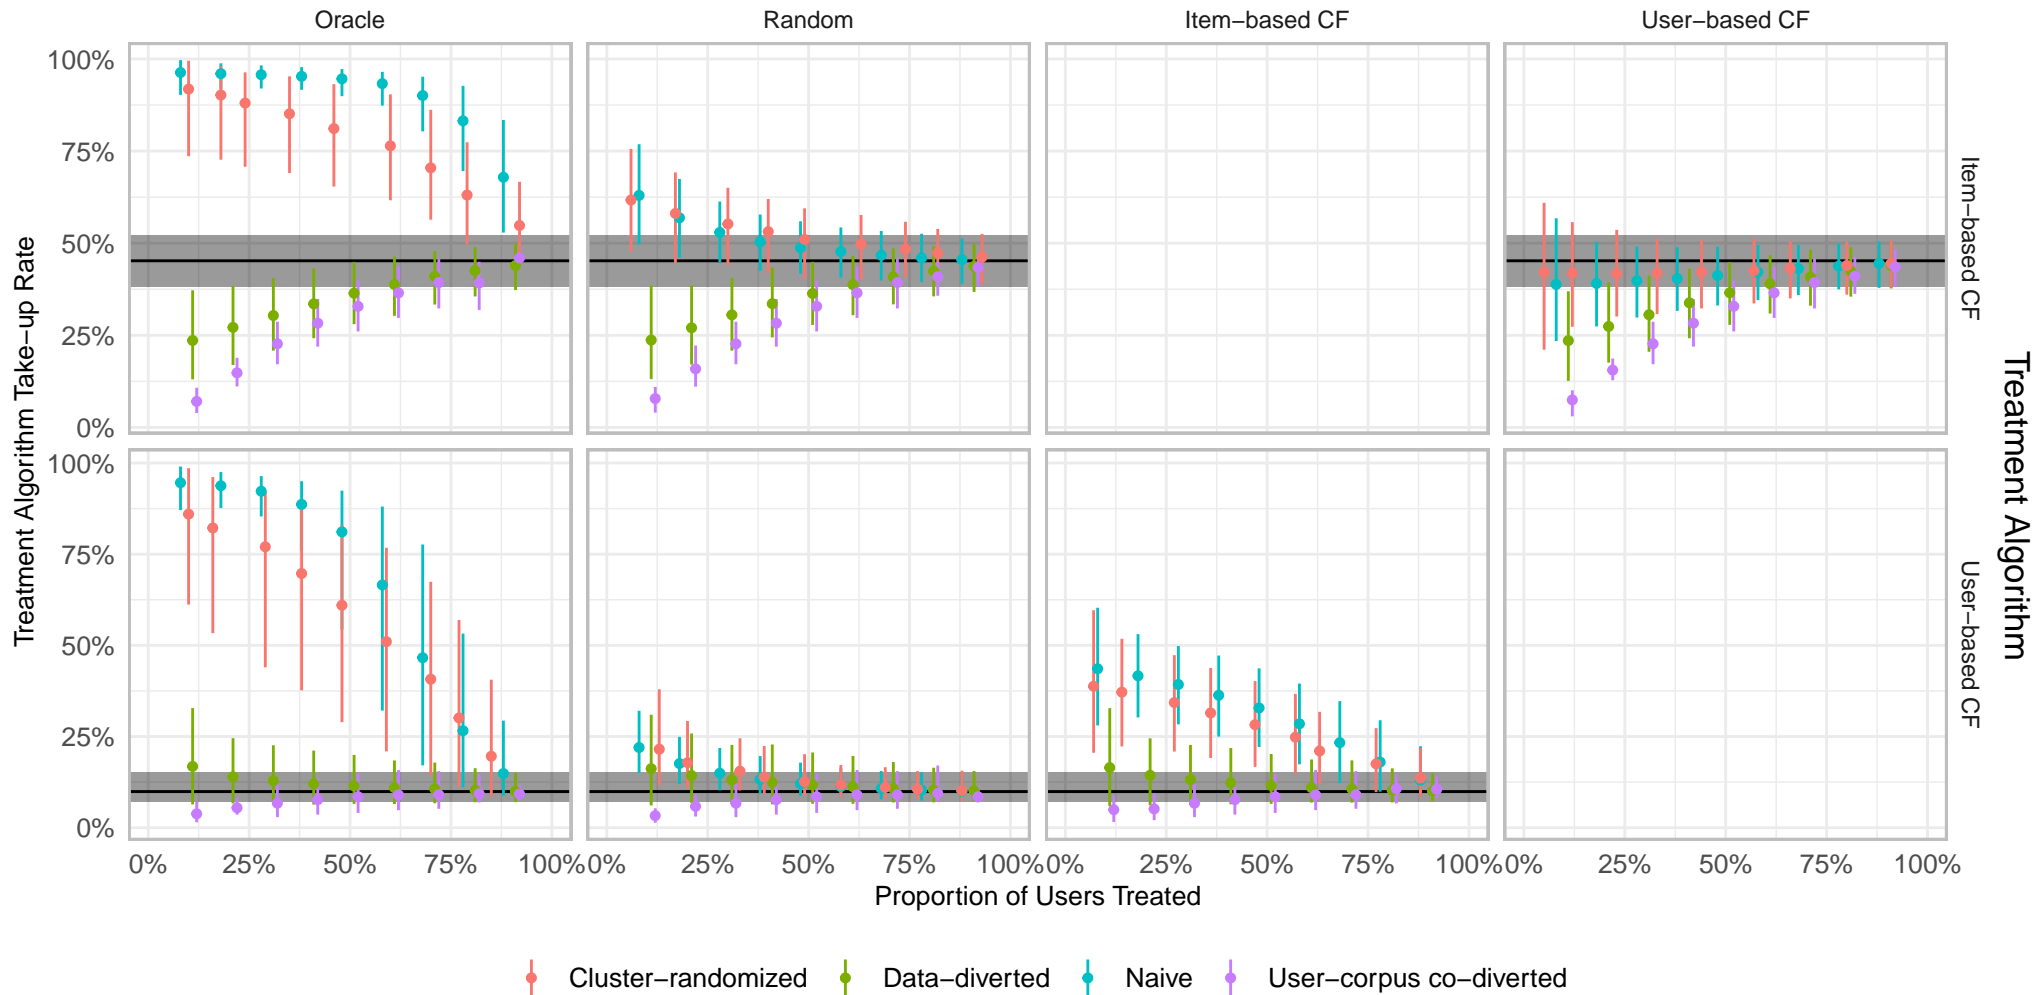 Oracle Random Item−based CF User−based CF
100%
75%
50%
25%
0%
Item−based CF
100%
75%
50%
25%
0%
User−based CF
Treatment Algorithm Take−up Rate
Treatment Algorithm
0% 25% 50% 75% 100% 0% 25% 50% 75% 100% 0% 25% 50% 75% 100% 0% 25% 50% 75% 100%
Proportion of Users Treated
Cluster−randomized Data−diverted Naive User−corpus co−diverted